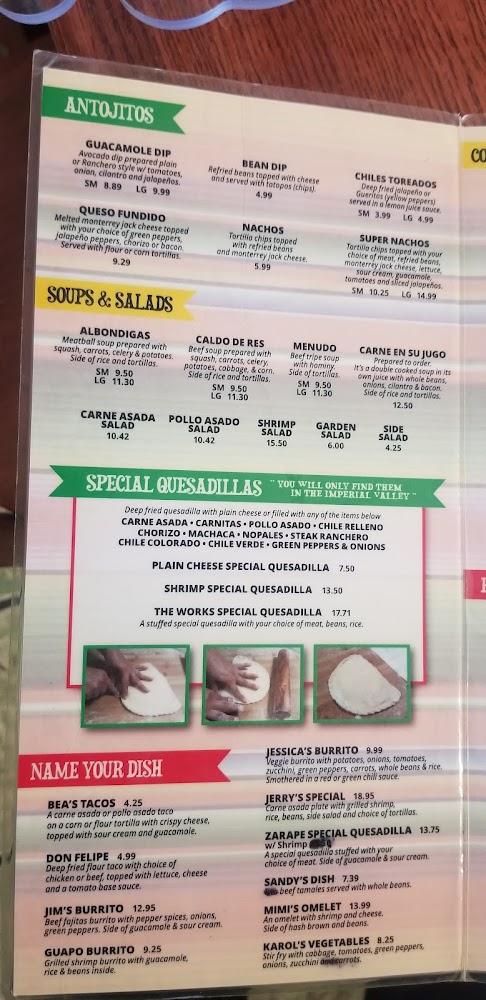 ANTOJITOS
GUACAMOLE DIP
Avocado dip prepared plain
or Ranchero style w/ tomatoes,
onion, cilantro and jalapeños.
SM 8.89 LG 9.99
BEAN DIP
Refried beans topped with cheese
and served with totopos (chips).
4.99
CHILES TOREADOS
Deep fried jalapeño or
Gueritos (yellow peppers)
served in a lemon juice sauce.
SM 3.99 LG 4.99
QUESO FUNDIDO
Melted monterrey jack cheese topped
with your choice of green peppers,
jalapeño peppers, chorizo or bacon.
Served with flour or corn tortillas.
9.29
NACHOS
Tortilla chips topped
with refried beans
and monterrey jack cheese.
5.99
SUPER NACHOS
Tortilla chips topped with your
choice of meat, refried beans,
monterrey jack cheese, lettuce,
sour cream, guacamole,
tomatoes and sliced jalapeños.
SM 10.25 LG 14.99
SOUPS & SALADS
ALBONDIGAS
Meatball soup prepared with
squash, carrots, celery & potatoes.
Side of rice and tortillas.
SM 9.50
LG 11.30
CALDO DE RES
Beef soup prepared with
squash, carrots, celery,
potatoes, cabbage, & corn.
Side of rice and tortillas.
SM 9.50
LG 11.30
MENUDO
Beef tripe soup
with hominy.
Side of tortillas.
SM 9.50
LG 11.30
CARNE EN SU JUGO
Prepared to order.
It's a double cooked soup in its
own juice with whole beans,
onions, cilantro & bacon.
Side of rice and tortillas.
12.50
CARNE ASADA
SALAD
10.42
POLLO ASADO
SALAD
10.42
SHRIMP
SALAD
15.50
GARDEN
SALAD
6.00
SIDE
SALAD
4.25
SPECIAL QUESADILLAS "YOU WILL ONLY FIND THEM
IN THE IMPERIAL VALLEY"
Deep fried quesadilla with plain cheese or filled with any of the items below
CARNE ASADA • CARNITAS • POLLO ASADO • CHILE RELLENO
CHORIZO • MACHACA • NOPALES • STEAK RANCHERO
CHILE COLORADO • CHILE VERDE • GREEN PEPPERS & ONIONS
PLAIN CHEESE SPECIAL QUESADILLA 7.50
SHRIMP SPECIAL QUESADILLA 13.50
THE WORKS SPECIAL QUESADILLA 17.71
A stuffed special quesadilla with your choice of meat, beans, rice.
NAME YOUR DISH
BEA'S TACOS 4.25
A carne asada or pollo asado taco
on a corn or flour tortilla with crispy cheese,
topped with sour cream and guacamole.
DON FELIPE 4.99
Deep fried flour taco with choice of
chicken or beef, topped with lettuce, cheese
and a tomato base sauce.
JIM'S BURRITO 12.95
Beef fajitas burrito with pepper spices, onions,
green peppers. Side of guacamole & sour cream.
GUAPO BURRITO 9.25
Grilled shrimp burrito with guacamole,
rice & beans inside.
JESSICA'S BURRITO 9.99
Veggie burrito with potatoes, onions, tomatoes,
zucchini, green peppers, carrots, whole beans & rice.
Smothered in a red or green chili sauce.
JERRY'S SPECIAL 18.95
Carne asada plate with grilled shrimp,
rice, beans, side salad and choice of tortillas.
ZARAPE SPECIAL QUESADILLA 13.75
w/ Shrimp
A special quesadilla stuffed with your
choice of meat. Side of guacamole & sour cream.
SANDY'S DISH 7.39
beef tamales served with whole beans.
MIMI'S OMELET 13.99
An omelet with shrimp and cheese.
Side of hash brown and beans.
KAROL'S VEGETABLES 8.25
Stir fry with cabbage, tomatoes, green peppers,
onions, zucchini and carrots.
CO